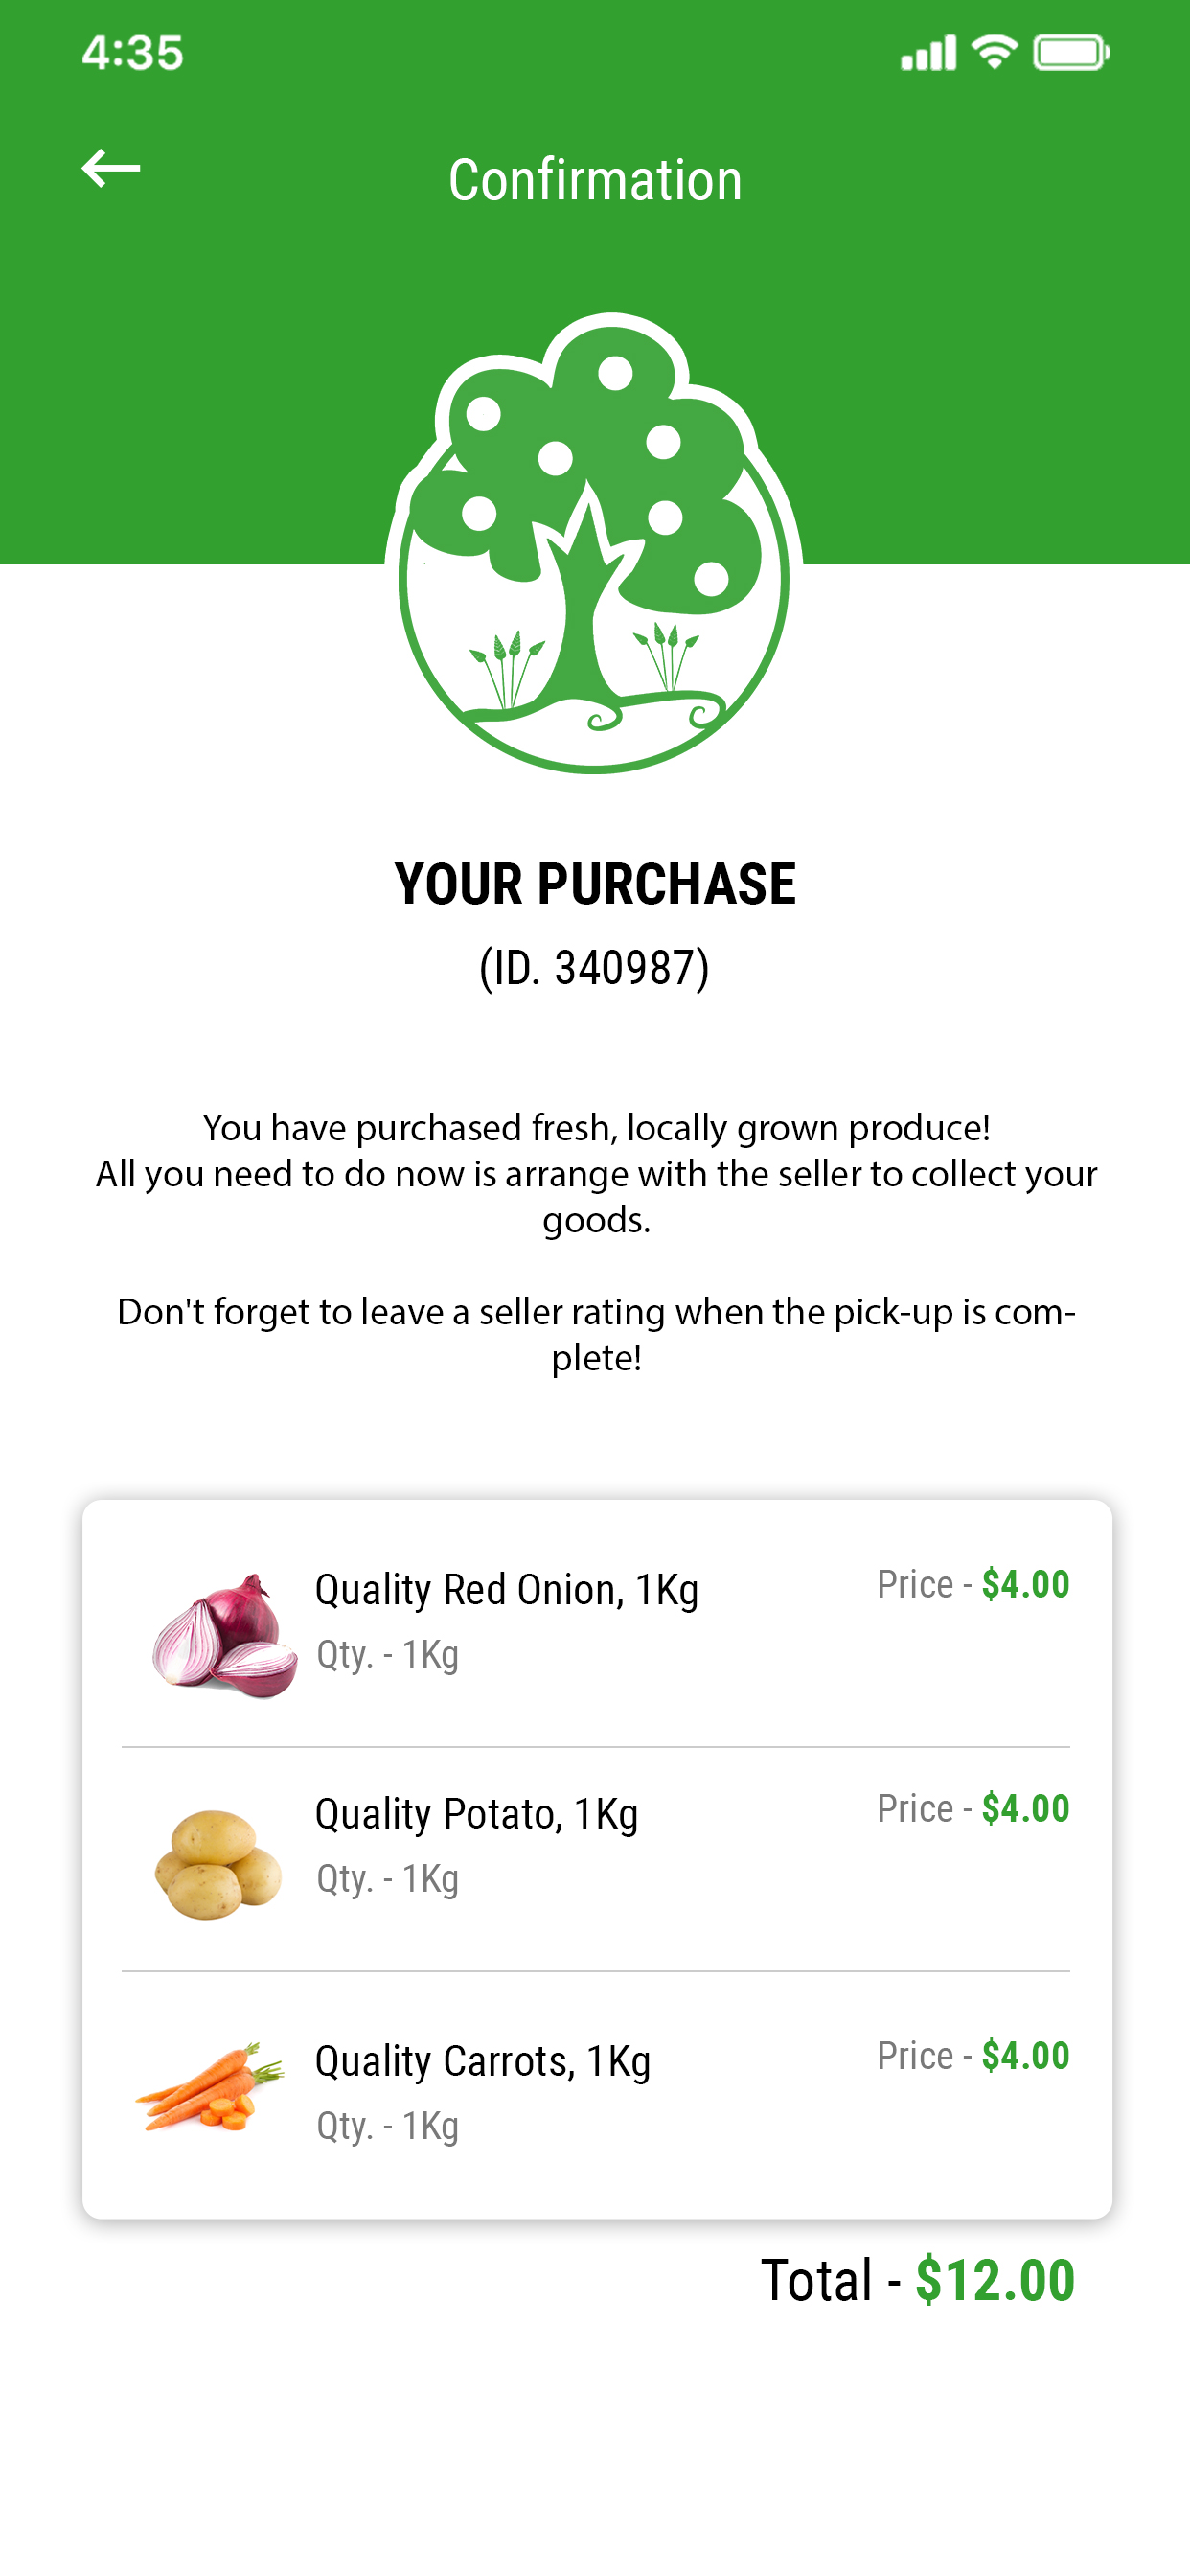 4:35
Confirmation
YOUR PURCHASE
(ID. 340987)
You have purchased fresh, locally grown produce!
All you need to do now is arrange with the seller to collect your
goods.
Don't forget to leave a seller rating when the pick-up is com-
plete!
Quality Red Onion, 1Kg
Price - $4.00
Qty. - 1Kg
Quality Potato, 1Kg
Price - $4.00
Qty. - 1Kg
Quality Carrots, 1Kg
Price - $4.00
Qty. - 1Kg
Total - $12.00